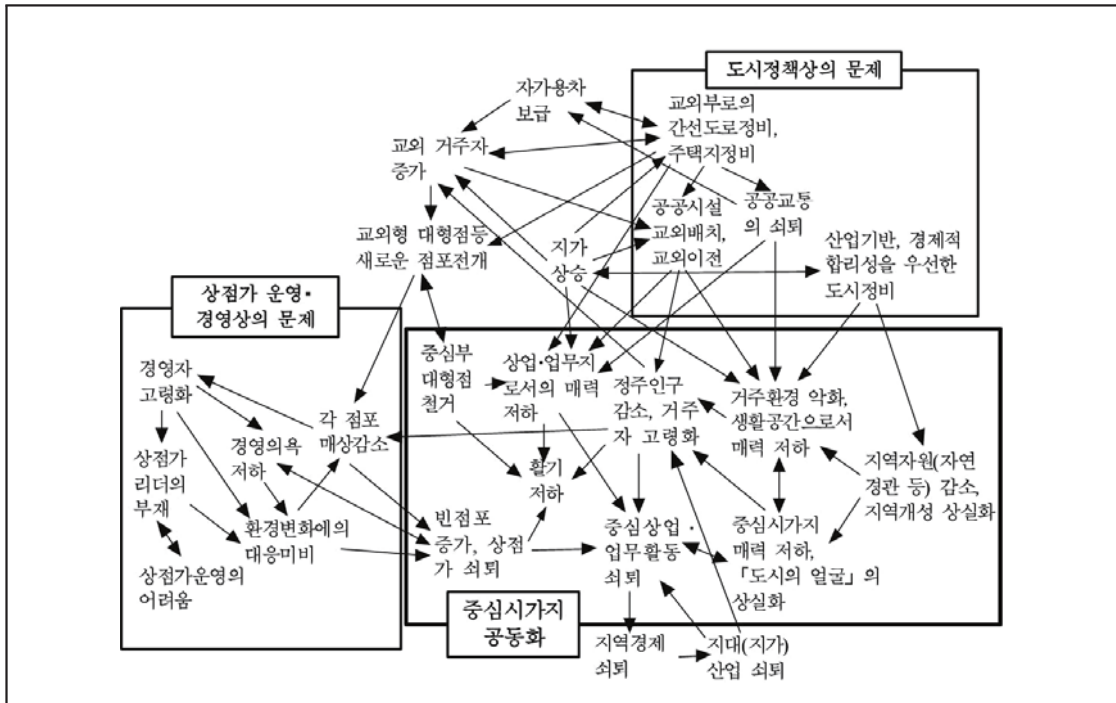 도시정책상의 문제
자가용차
보급
교외부로의
간선도로정비,
주택지정비
교외 거주자
증가
공공시설
교외배치,
교외이전
공공교통
의 쇠퇴
교외형 대형점등
새로운 점포전개
지가
상승
산업기반, 경제적
합리성을 우선한
도시정비
상점가 운영·
경영상의 문제
경영자
고령화
각 점포
매상감소
경영의욕
저하
상점가
리더의
부재
환경변화에의
대응미비
상점가운영의
어려움
중심부
대형점
철거
상업·업무지
로서의 매력
저하
정주인구
감소, 거주
자 고령화
거주환경 악화,
생활공간으로서
매력 저하
지역자원(자연
경관 등) 감소,
지역개성 상실화
활기
저하
빈점포
증가, 상점
가 쇠퇴
중심상업·
업무활동
쇠퇴
중심시가지
매력 저하,
「도시의 얼굴」의
상실화
중심시가지
공동화
지역경제
쇠퇴
지대(지가)
산업 쇠퇴